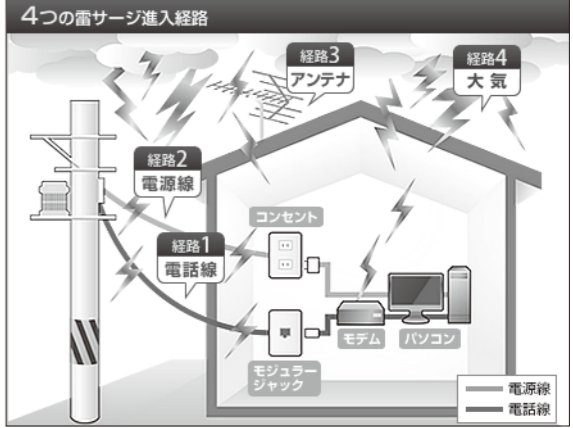 4つの雷サージ進入経路
経路3
アンテナ
経路4
大気
経路2
電源線
コンセント
経路1
電話線
モデム
パソコン
モジュラー
ジャック
電源線
電話線